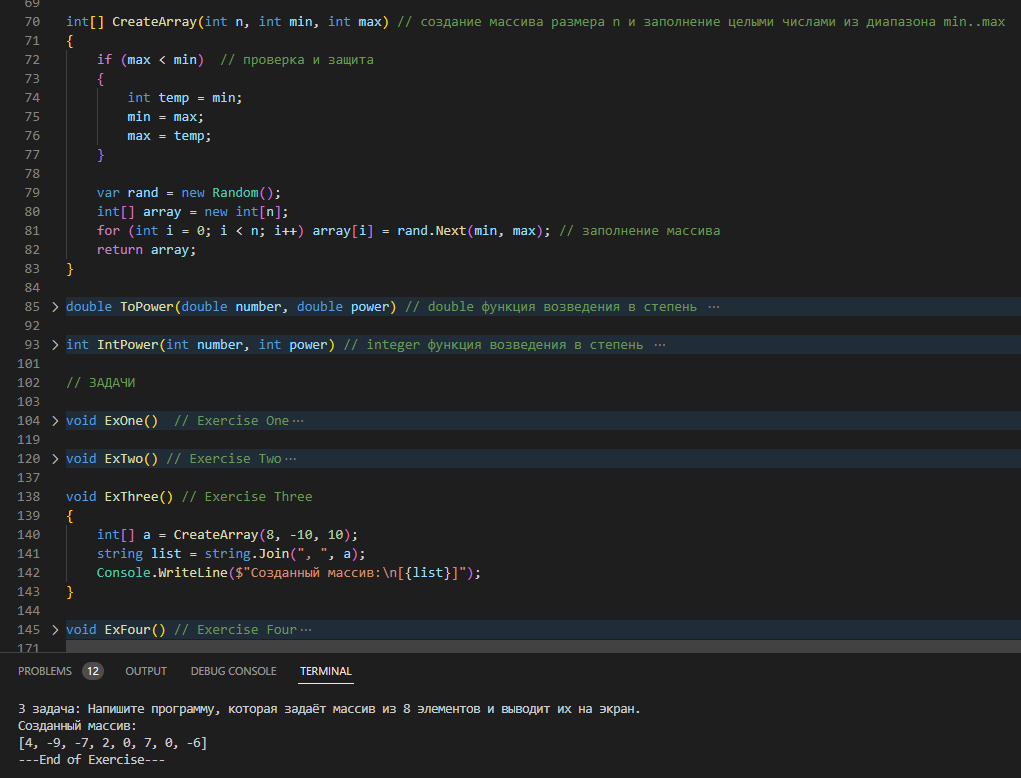 69
70 int[] CreateArray(int n, int min, int max) // создание массива размера n и заполнение целыми числами из диапазона min..max
71 {
72 if (max < min)  // проверка и защита
73 {
74 int temp = min;
75 min = max;
76 max = temp;
77 }
78
79 var rand = new Random();
80 int[] array = new int[n];
81 for (int i = 0; i < n; i++) array[i] = rand.Next(min, max); // заполнение массива
82 return array;
83 }
84
85 > double ToPower(double number, double power) // double функция возведения в степень ···
92
93 > int IntPower(int number, int power) // integer функция возведения в степень ···
101
102 // ЗАДАЧИ
103
104 > void ExOne()  // Exercise One···
119
120 > void ExTwo() // Exercise Two···
137
138 void ExThree() // Exercise Three
139 {
140 int[] a = CreateArray(8, -10, 10);
141 string list = string.Join(", ", a);
142 Console.WriteLine($"Созданный массив:\n[{list}]");
143 }
144
145 > void ExFour() // Exercise Four···
171
PROBLEMS 12 OUTPUT DEBUG CONSOLE TERMINAL
3 задача: Напишите программу, которая задаёт массив из 8 элементов и выводит их на экран.
Созданный массив:
[4, -9, -7, 2, 0, 7, 0, -6]
---End of Exercise---